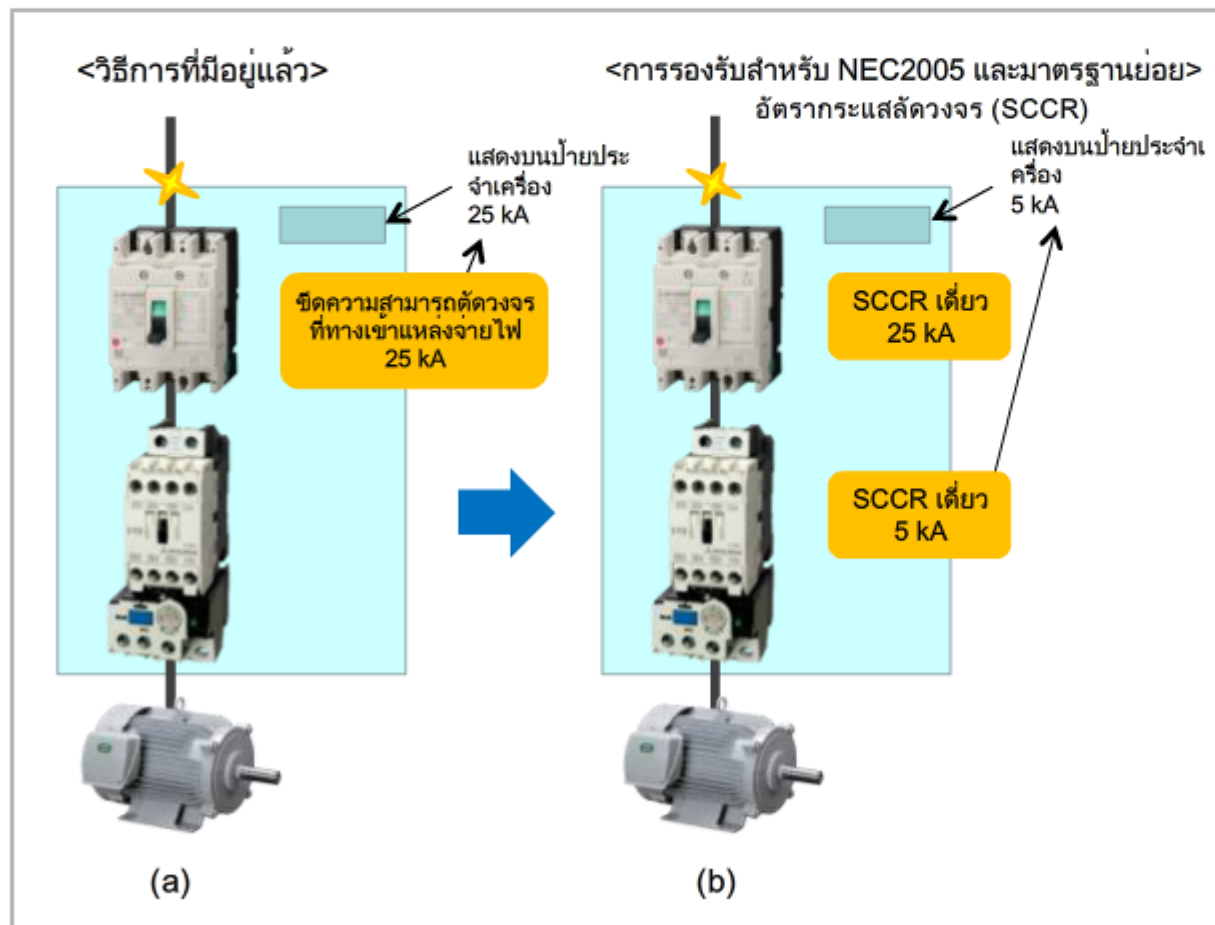 <วิธีการที่มีอยู่แล้ว>
แสดงบนป้ายประ
จำเครื่อง
25 kA
ขีดความสามารถตัดวงจร
ที่ทางเข้าแหล่งจ่ายไฟ
25 kA
(a)
<การรองรับสำหรับ NEC2005 และมาตรฐานย่อย>
อัตรากระแสลัดวงจร (SCCR)
แสดงบนป้ายประจำเ
ครื่อง
5 kA
SCCR เดี่ยว
25 kA
SCCR เดี่ยว
5 kA
(b)